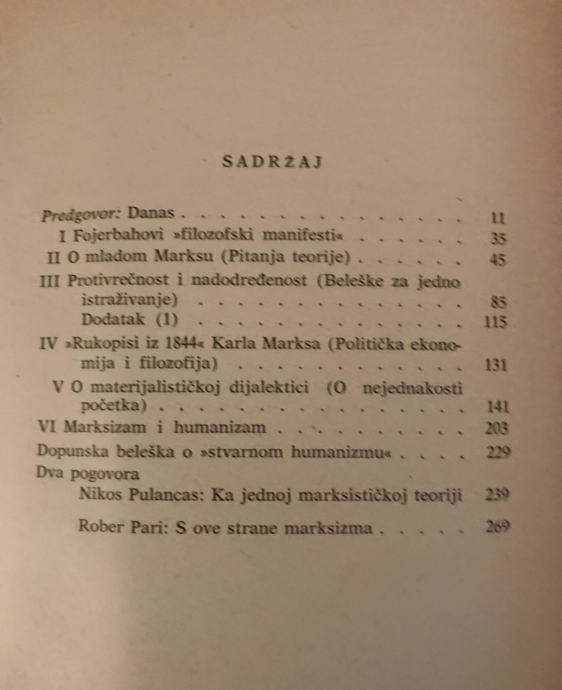 SADRŽAJ
Predgovor: Danas . . . . . . . . . . . . . . . 11
I Fojerbahovi »filozofski manifesti« . . . . . . 35
II O mladom Marksu (Pitanja teorije) . . . . . . 45
III Protivrečnost i nadodređenost (Beleške za jedno
istraživanje) . . . . . . . . . . . . . . 85
Dodatak (1) . . . . . . . . . . . . . . 115
IV »Rukopisi iz 1844« Karla Marksa (Politička ekono-
mija i filozofija) . . . . . . . . . . . . 131
V O materijalističkoj dijalektici (O nejednakosti
početka) . . . . . . . . . . . . . . . . 141
VI Marksizam i humanizam . . . . . . . . . . 203
Dopunska beleška o »stvarnom humanizmu« . . . . 229
Dva pogovora
Nikos Pulancas: Ka jednoj marksističkoj teoriji 239
Rober Pari: S ove strane marksizma . . . . . 269